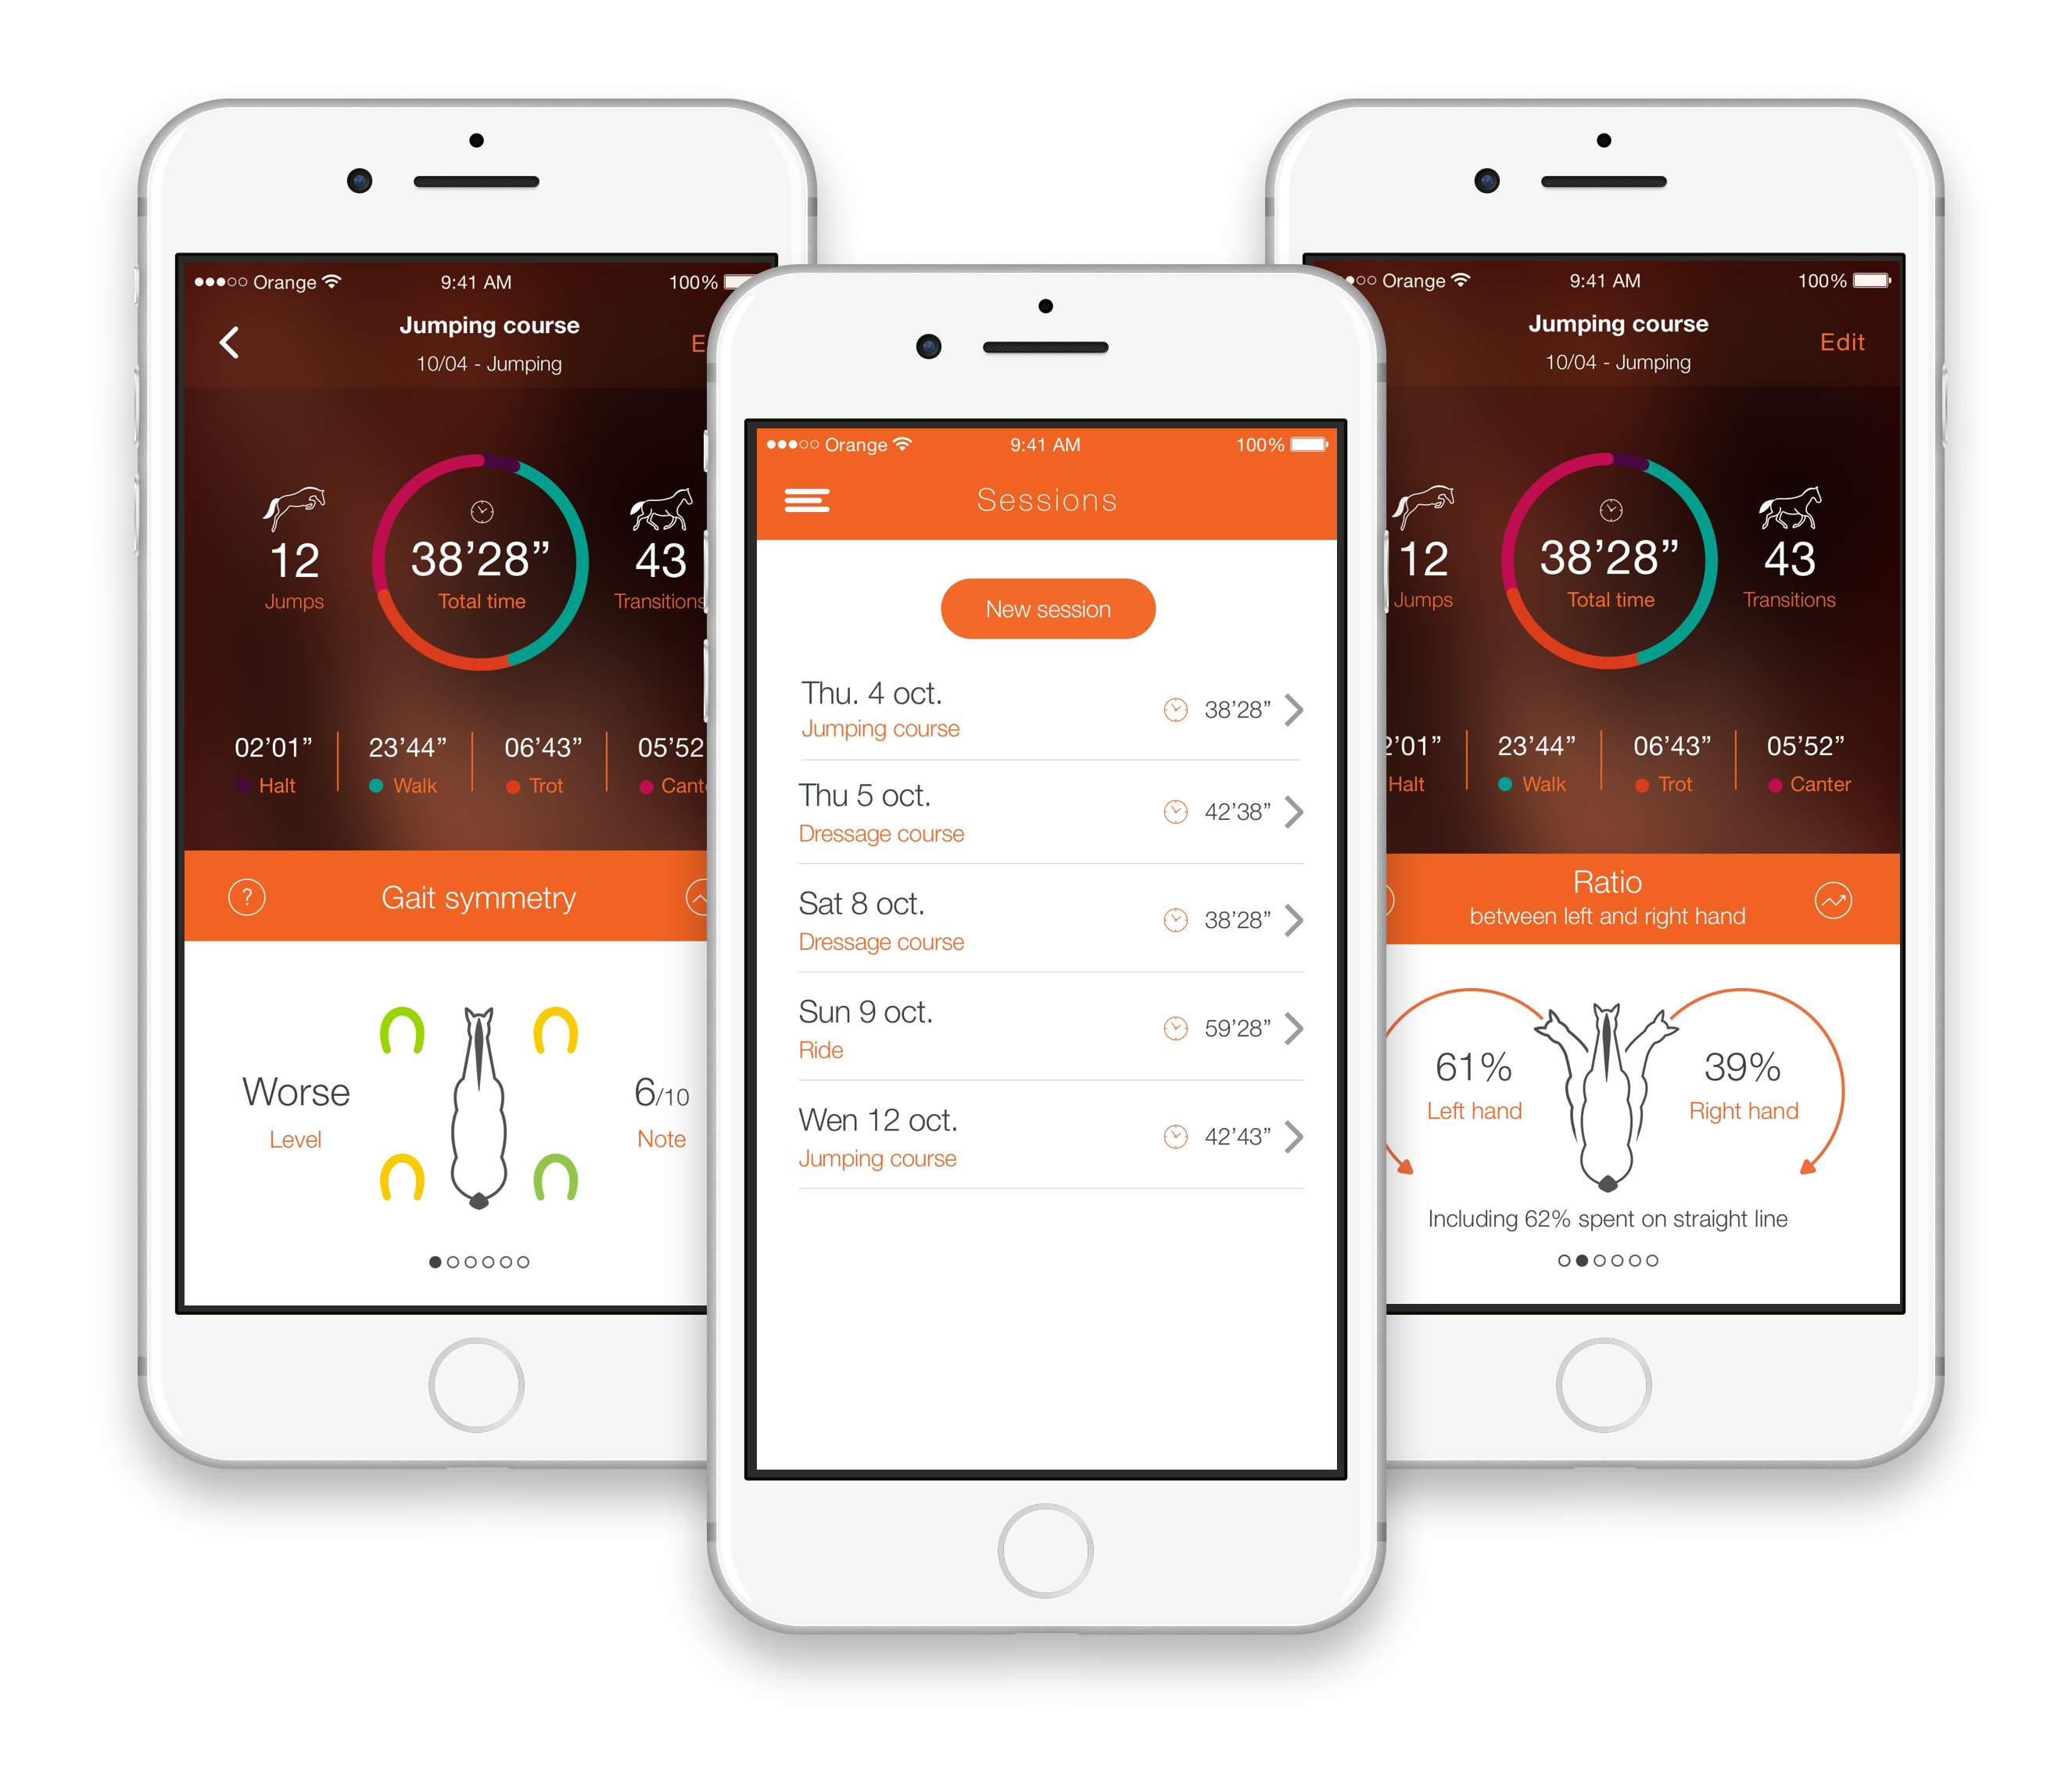 Orange 9:41 AM 100%
Jumping course
10/04 - Jumping
12
Jumps
38’28”
Total time
43
Transitions
02’01” 23’44” 06’43” 05’52
Halt Walk Trot
? Gait symmetry
Worse
Level
6/10
Note
Orange 9:41 AM 100%
Sessions
New session
Thu. 4 oct.
Jumping course
38’28”
Thu 5 oct.
Dressage course
42’38”
Sat 8 oct.
Dressage course
38’28”
Sun 9 oct.
Ride
59’28”
Wen 12 oct.
Jumping course
42’43”
Orange 9:41 AM 100%
Jumping course
Edit
10/04 - Jumping
12
Jumps
38’28”
Total time
43
Transitions
2’01” 23’44” 06’43” 05’52”
Halt Walk Trot Canter
Ratio
between left and right hand
61%
Left hand
39%
Right hand
Including 62% spent on straight line